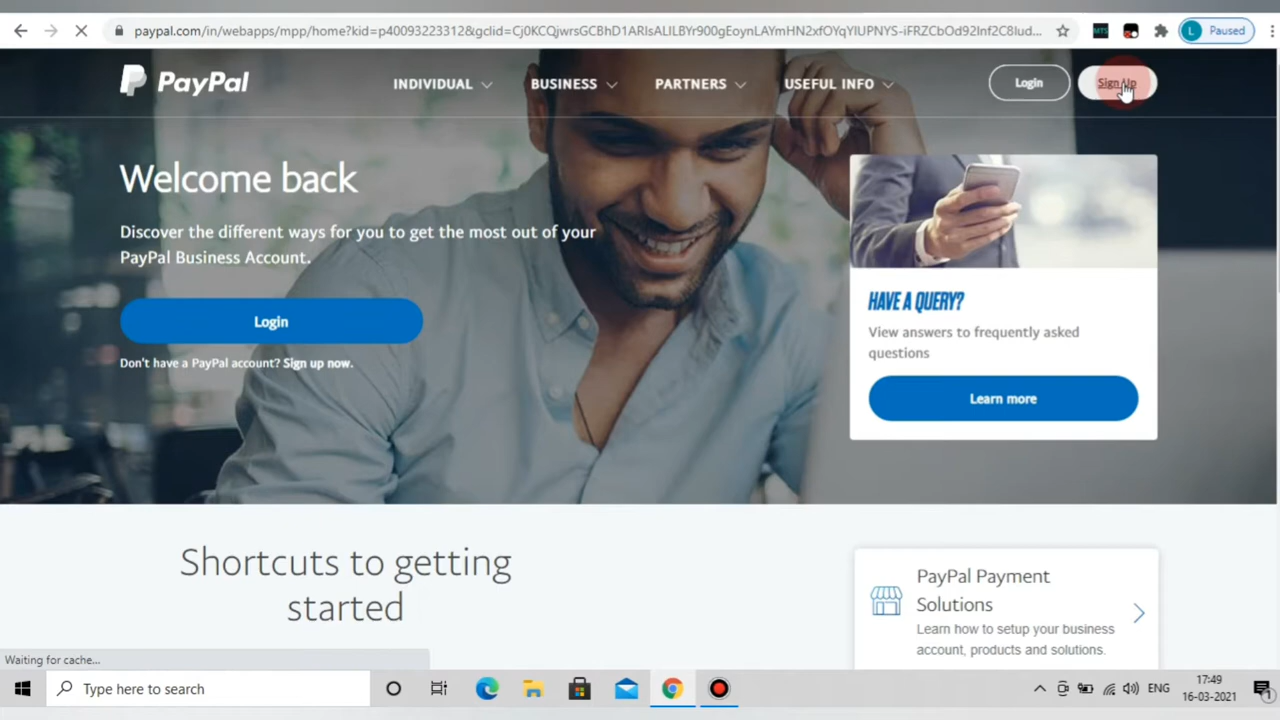 paypal.com/in/webapps/mpp/home?kid=p40093223312&gclid=Cj0KCQjwrsGCBhD1ARIsALILBYr900gEoynLAYmHN2xfOYqYlUPNYS-iFRZCbOd92Inf2C8Iud...
MTS
L Paused
PayPal
INDIVIDUAL
BUSINESS
PARTNERS
USEFUL INFO
Login
Sign Up
Welcome back
Discover the different ways for you to get the most out of your
PayPal Business Account.
Login
Don't have a PayPal account? Sign up now.
HAVE A QUERY?
View answers to frequently asked
questions
Learn more
Shortcuts to getting
started
PayPal Payment
Solutions
Learn how to setup your business
account, products and solutions.
Waiting for cache...
Type here to search
ENG
17:49
16-03-2021
1